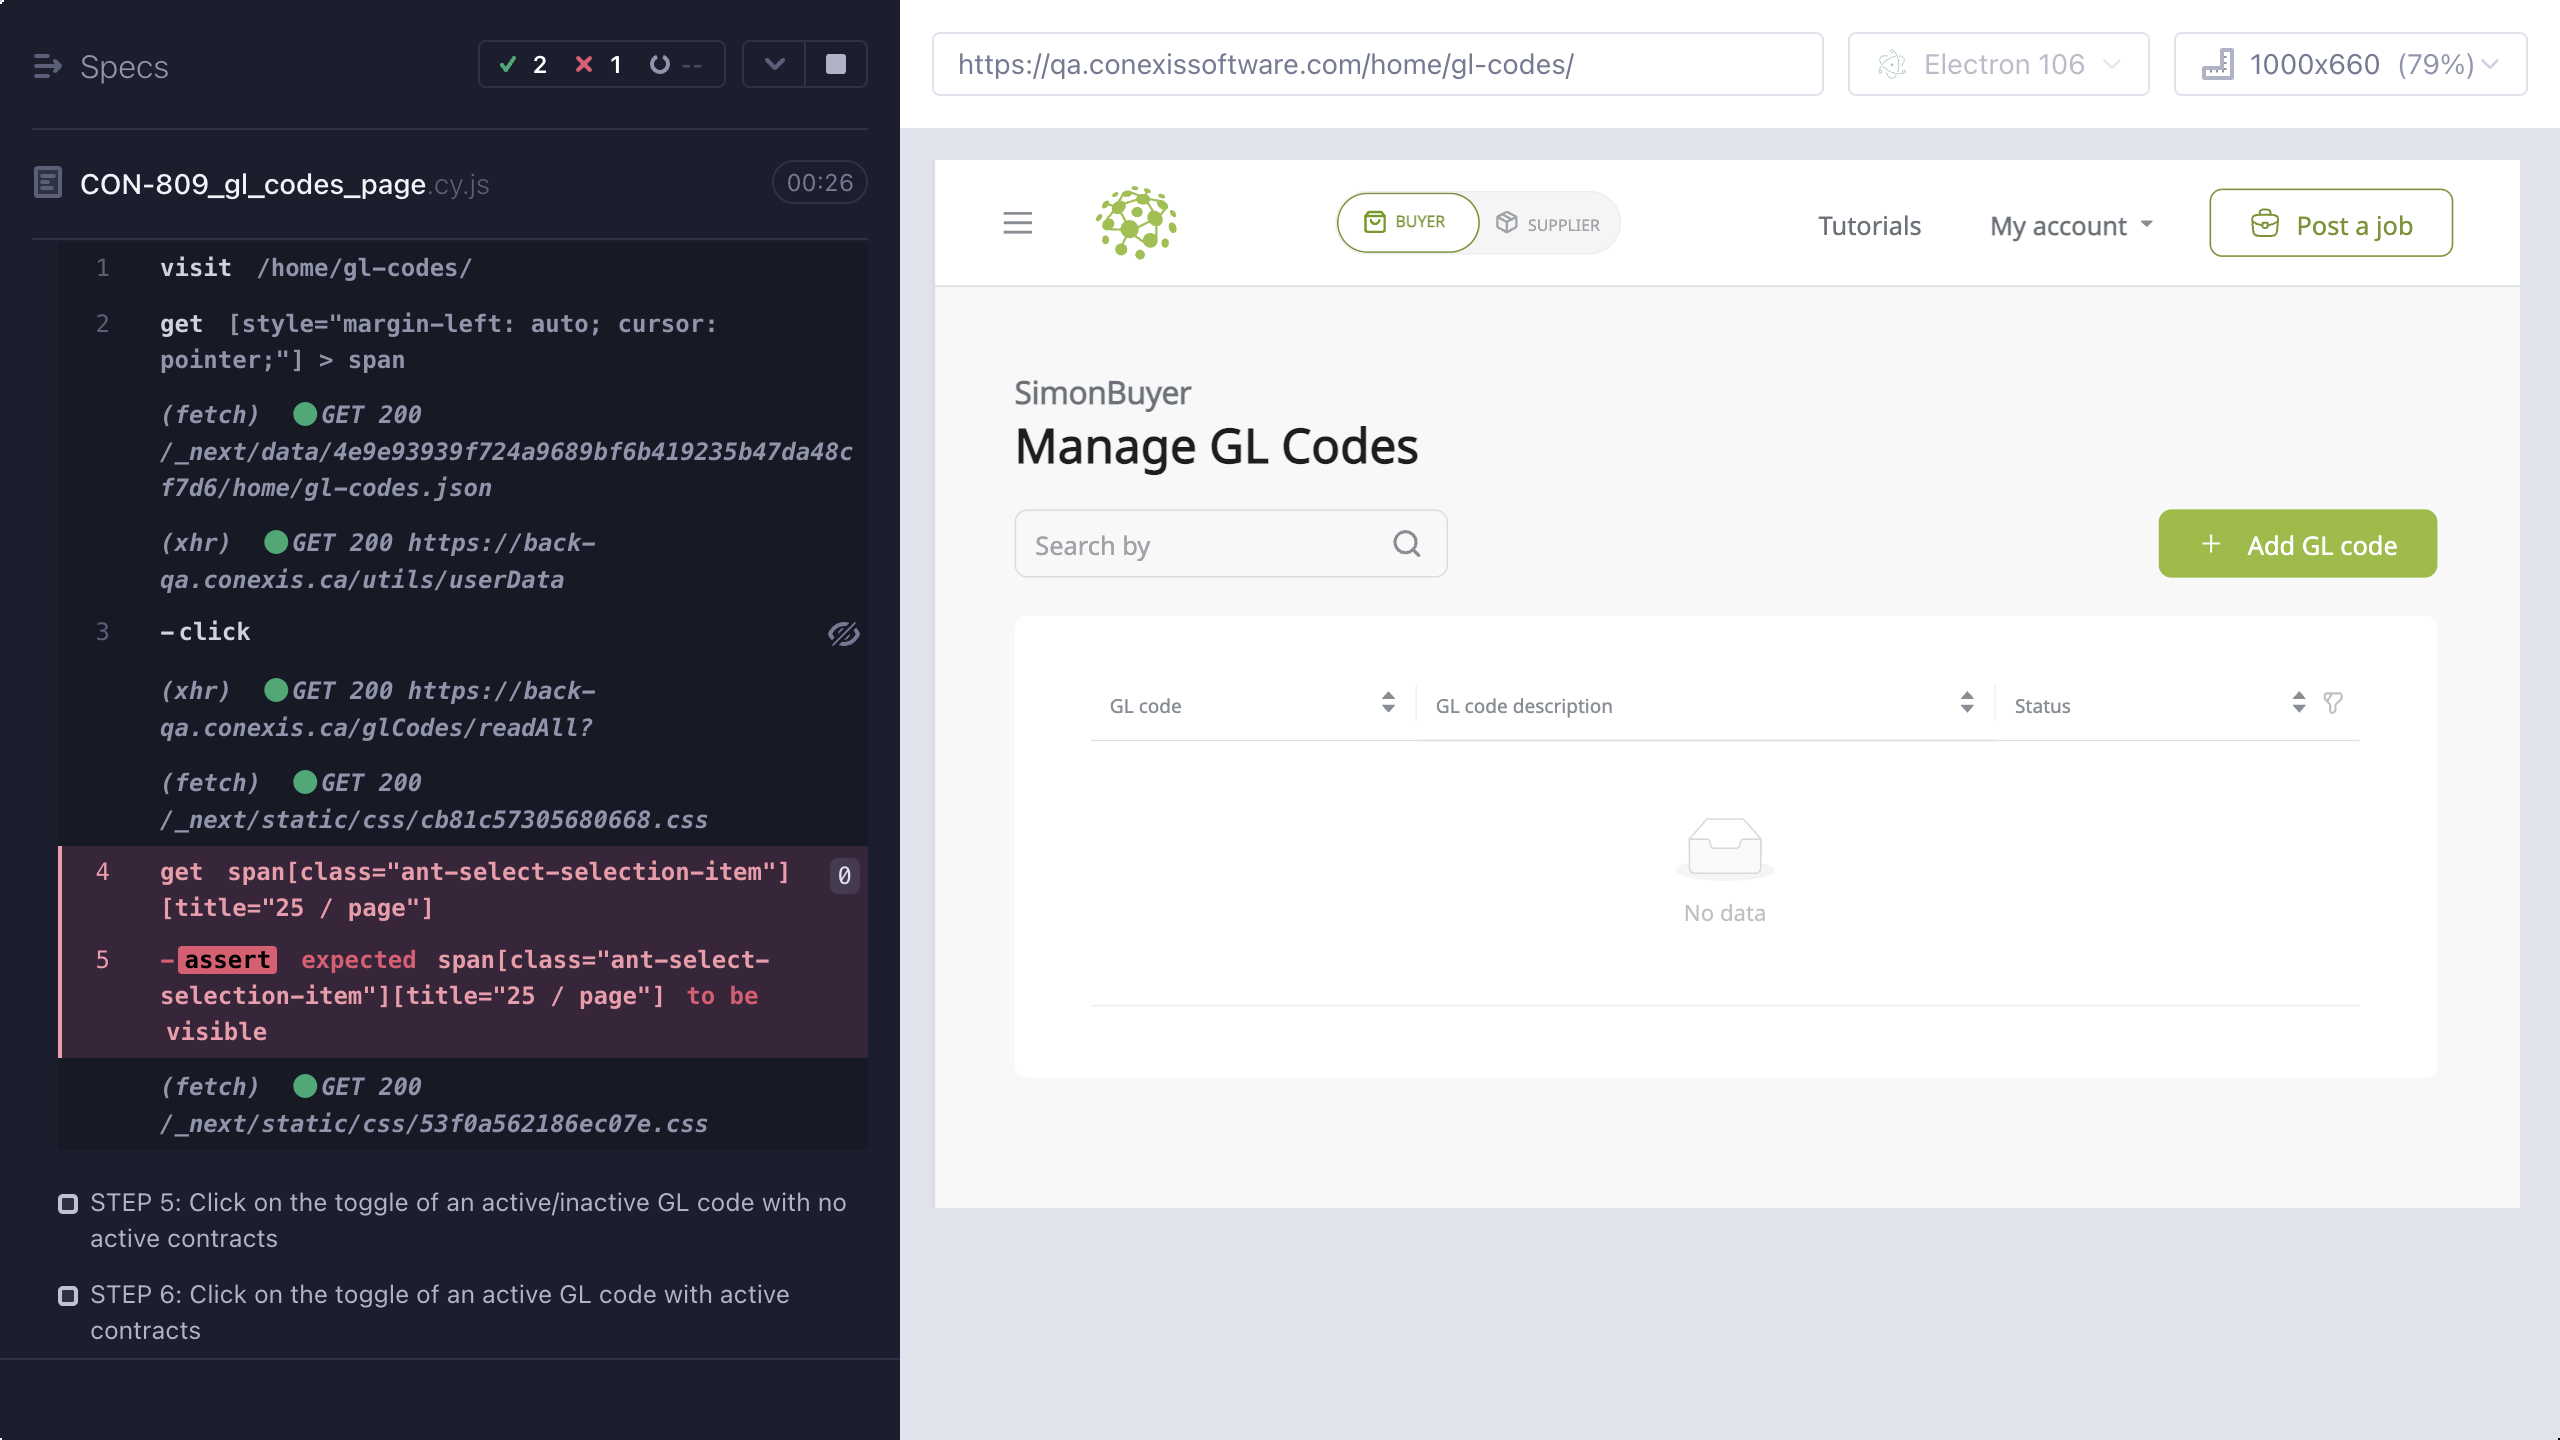 Specs
2
1
--
CON-809_gl_codes_page.cy.js
00:26
1 visit /home/gl-codes/
2 get [style="margin-left: auto; cursor:
pointer;"] > span
(fetch) GET 200
/_next/data/4e9e93939f724a9689bf6b419235b47da48c
f7d6/home/gl-codes.json
(xhr) GET 200 https://back-
qa.conexis.ca/utils/userData
3 -click
(xhr) GET 200 https://back-
qa.conexis.ca/glCodes/readAll?
(fetch) GET 200
/_next/static/css/cb81c57305680668.css
4 get span[class="ant-select-selection-item"] 0
[title="25 / page"]
5 -assert expected span[class="ant-select-
selection-item"][title="25 / page"] to be
visible
(fetch) GET 200
/_next/static/css/53f0a562186ec07e.css
STEP 5: Click on the toggle of an active/inactive GL code with no
active contracts
STEP 6: Click on the toggle of an active GL code with active
contracts
https://qa.conexissoftware.com/home/gl-codes/
Electron 106
1000x660 (79%)
BUYER
SUPPLIER
Tutorials
My account
Post a job
SimonBuyer
Manage GL Codes
Search by
+ Add GL code
GL code
GL code description
Status
No data